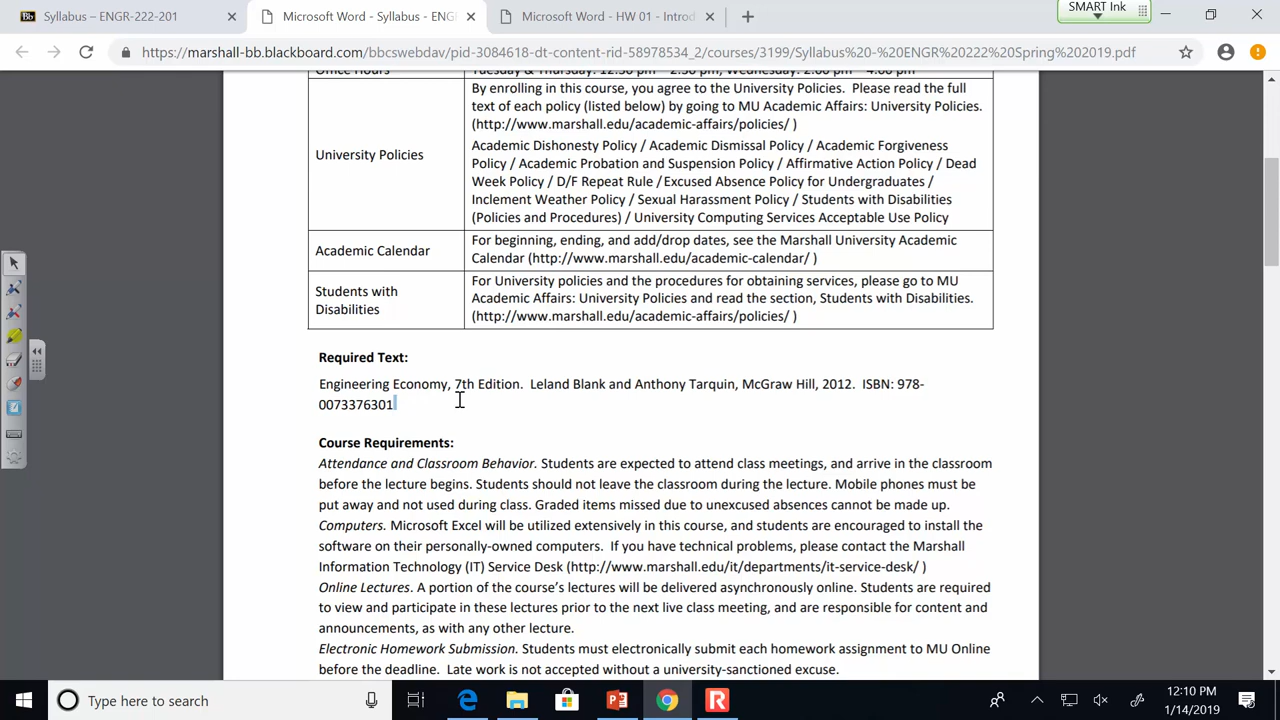 Syllabus – ENGR-222-201
Microsoft Word - Syllabus - ENG
Microsoft Word - HW 01 - Introd
SMART Ink
https://marshall-bb.blackboard.com/bbcswebdav/pid-3084618-dt-content-rid-58978534_2/courses/3199/Syllabus%20-%20ENGR%20222%20Spring%202019.pdf
Office Hours
Tuesday & Thursday: 12:30 pm – 2:30 pm, Wednesday: 2:00 pm – 4:00 pm
University Policies
By enrolling in this course, you agree to the University Policies. Please read the full
text of each policy (listed below) by going to MU Academic Affairs: University Policies.
(http://www.marshall.edu/academic-affairs/policies/ )
Academic Dishonesty Policy / Academic Dismissal Policy / Academic Forgiveness
Policy / Academic Probation and Suspension Policy / Affirmative Action Policy / Dead
Week Policy / D/F Repeat Rule / Excused Absence Policy for Undergraduates /
Inclement Weather Policy / Sexual Harassment Policy / Students with Disabilities
(Policies and Procedures) / University Computing Services Acceptable Use Policy
Academic Calendar
For beginning, ending, and add/drop dates, see the Marshall University Academic
Calendar (http://www.marshall.edu/academic-calendar/ )
Students with
Disabilities
For University policies and the procedures for obtaining services, please go to MU
Academic Affairs: University Policies and read the section, Students with Disabilities.
(http://www.marshall.edu/academic-affairs/policies/ )
Required Text:
Engineering Economy, 7th Edition. Leland Blank and Anthony Tarquin, McGraw Hill, 2012. ISBN: 978-
0073376301
Course Requirements:
Attendance and Classroom Behavior. Students are expected to attend class meetings, and arrive in the classroom
before the lecture begins. Students should not leave the classroom during the lecture. Mobile phones must be
put away and not used during class. Graded items missed due to unexcused absences cannot be made up.
Computers. Microsoft Excel will be utilized extensively in this course, and students are encouraged to install the
software on their personally-owned computers. If you have technical problems, please contact the Marshall
Information Technology (IT) Service Desk (http://www.marshall.edu/it/departments/it-service-desk/ )
Online Lectures. A portion of the course's lectures will be delivered asynchronously online. Students are required
to view and participate in these lectures prior to the next live class meeting, and are responsible for content and
announcements, as with any other lecture.
Electronic Homework Submission. Students must electronically submit each homework assignment to MU Online
before the deadline. Late work is not accepted without a university-sanctioned excuse.
Type here to search
12:10 PM
1/14/2019